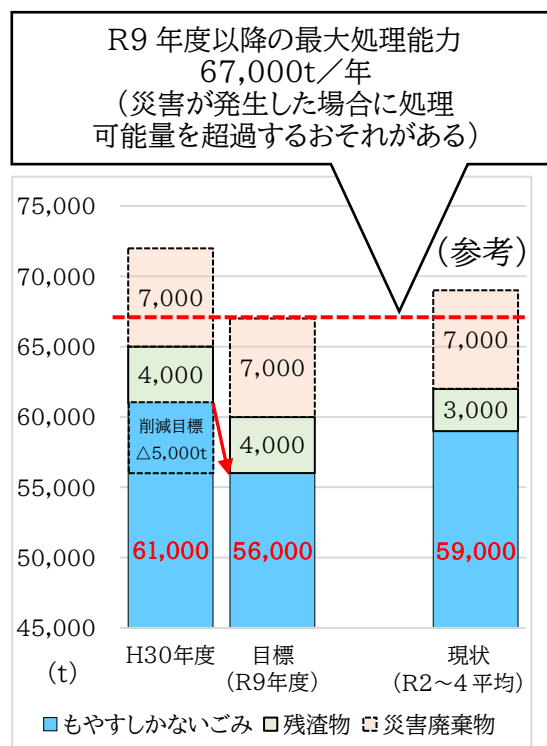 R9 年度以降の最大処理能力
67,000t／年
（災害が発生した場合に処理
可能量を超過するおそれがある）
75,000
70,000
65,000
60,000
55,000
50,000
45,000
(t)
（参考）
7,000
4,000
削減目標
△5,000t
61,000
7,000
4,000
56,000
7,000
3,000
59,000
H30年度
目標
（R9年度）
現状
（R2～4 平均）
もやすしかないごみ 残渣物 災害廃棄物